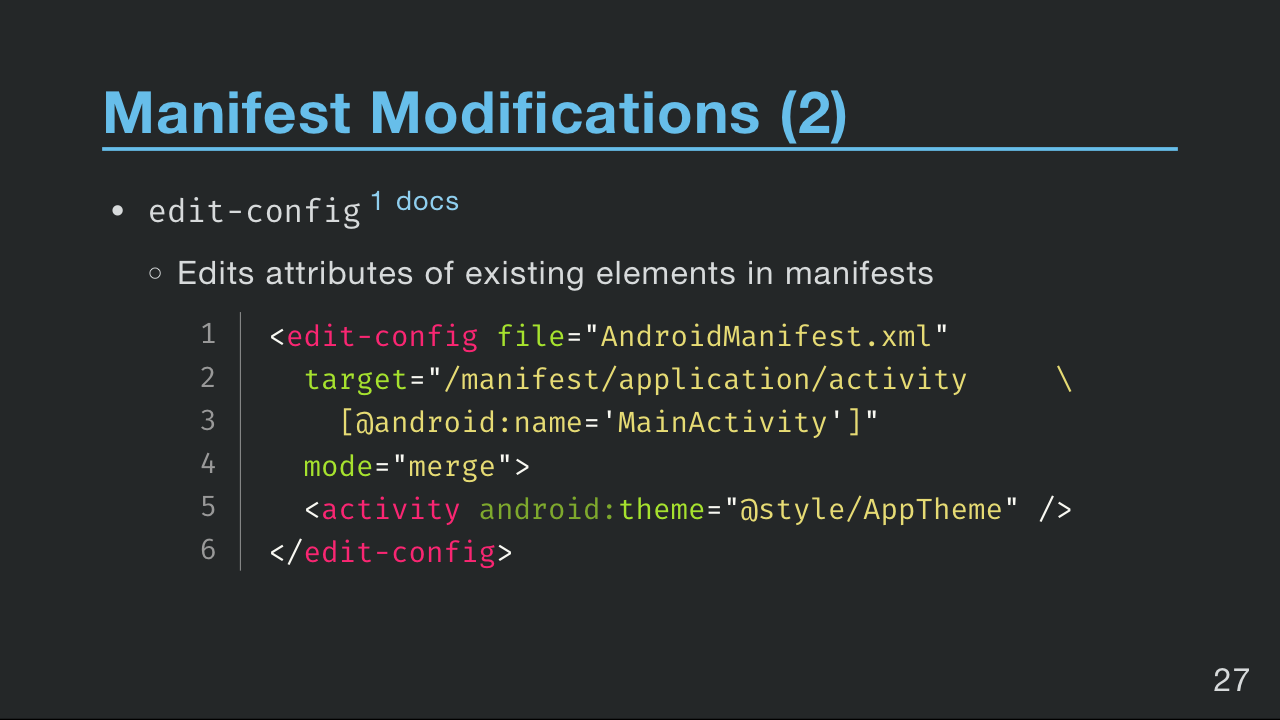 Manifest Modifications (2)
• edit-config 1 docs
○ Edits attributes of existing elements in manifests
1 <edit-config file="AndroidManifest.xml"
2   target="/manifest/application/activity     \
3     [@android:name='MainActivity']"
4   mode="merge">
5   <activity android:theme="@style/AppTheme" />
6 </edit-config>
27